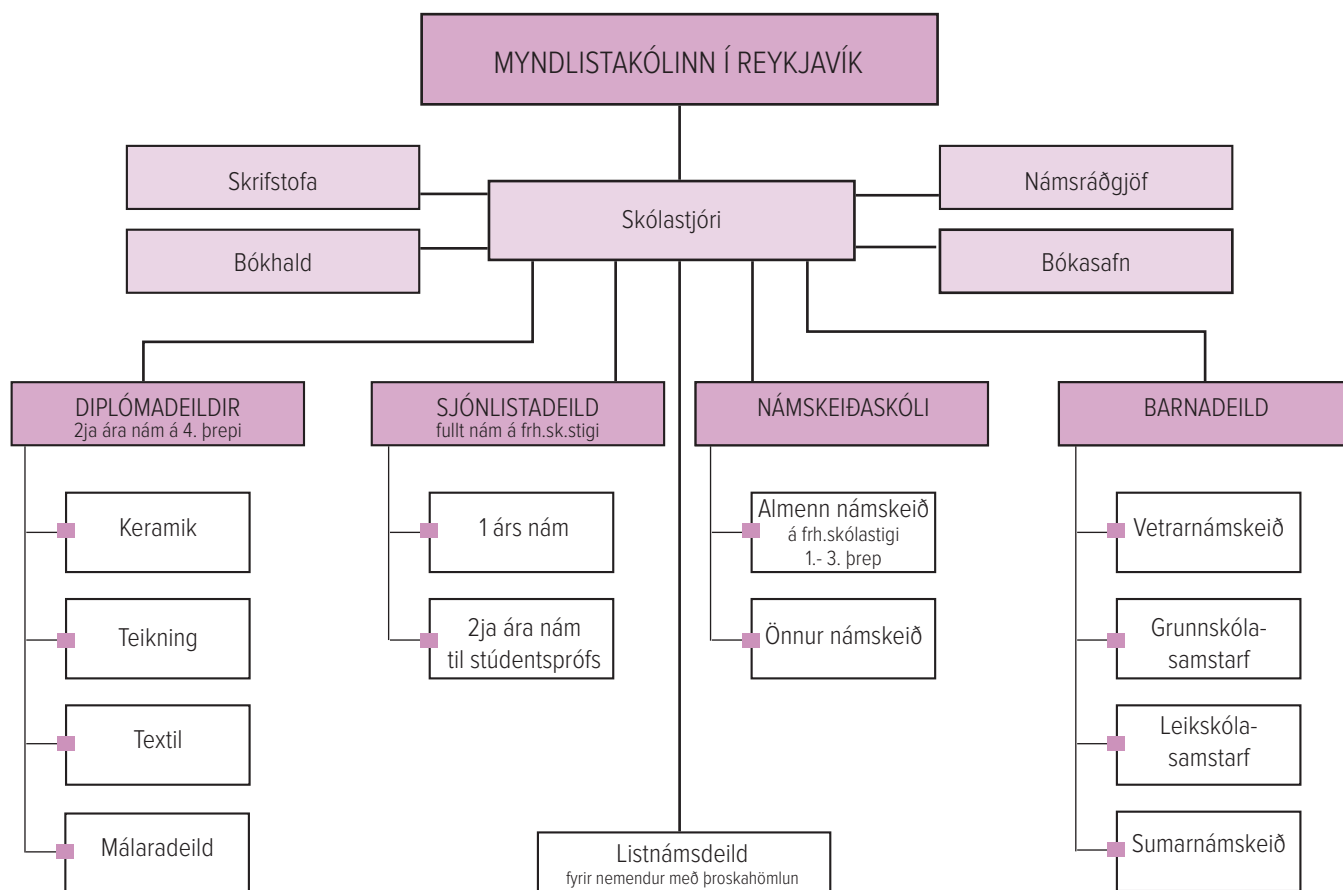 MYNDLISTAKÓLINN Í REYKJAVÍK
Skrifstofa
Námsráðgjöf
Skólastjóri
Bókhald
Bókasafn
DIPLÓMADEILDIR
2ja ára nám á 4. þrepi
Keramik
Teikning
Textil
Málaradeild
SJÓNLISTADEILD
fullt nám á frh.sk.stigi
1 árs nám
2ja ára nám
til stúdentsprófs
Listnámsdeild
fyrir nemendur með þroskahömlun
NÁMSKEIÐASKÓLI
Almenn námskeið
á frh.skólastigi
1.- 3. þrep
Önnur námskeið
BARNADEILD
Vetrarnámskeið
Grunnskóla-
samstarf
Leikskóla-
samstarf
Sumarnámskeið